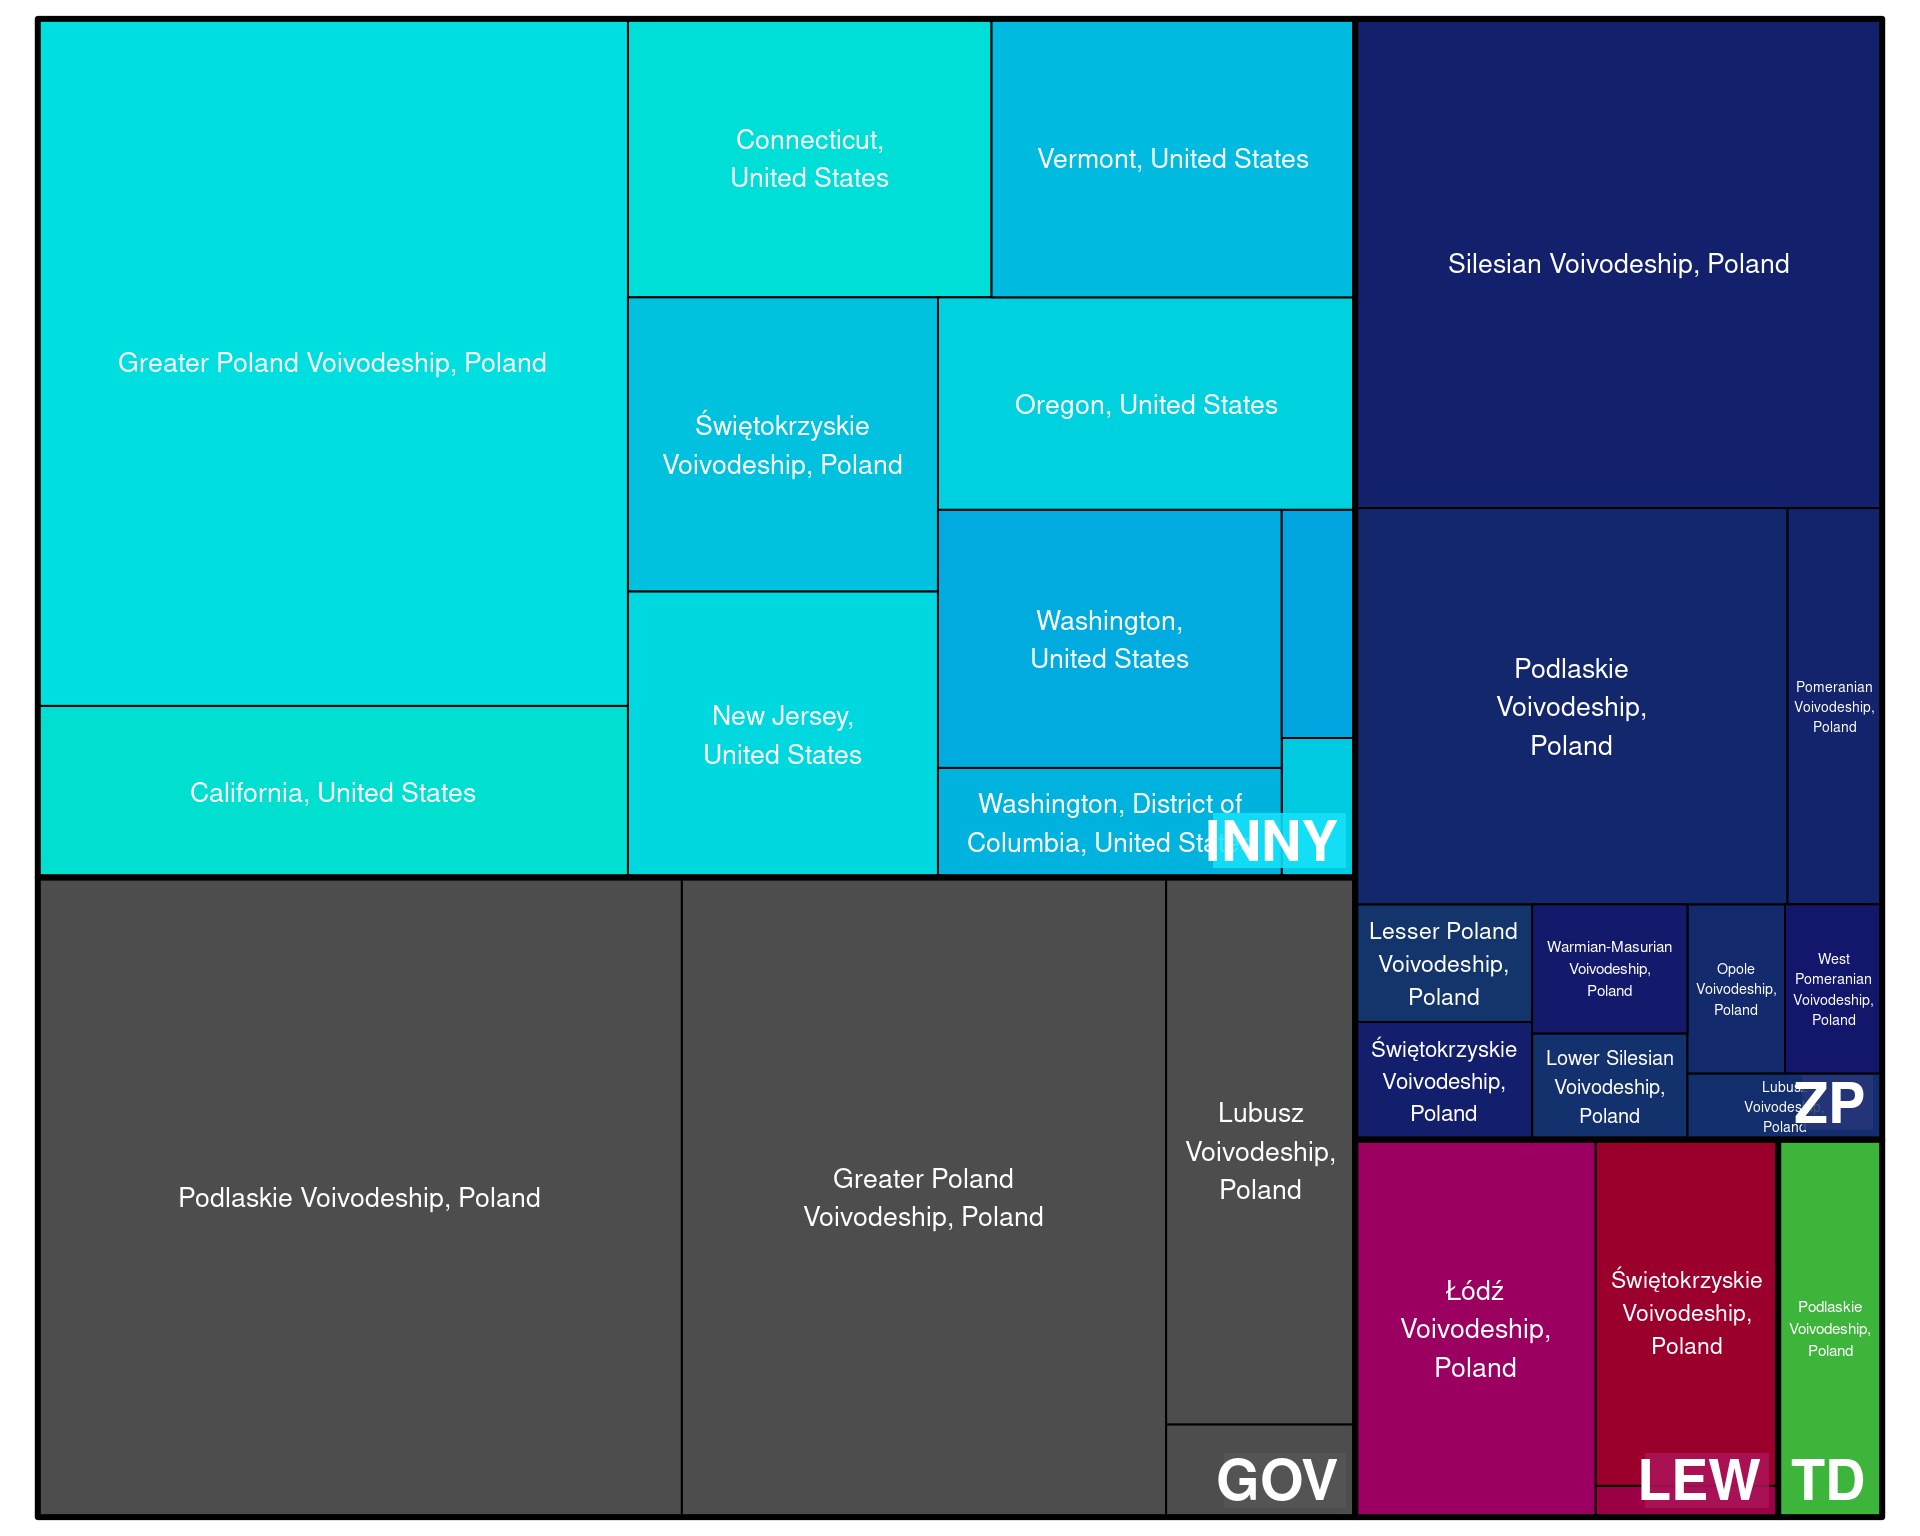 Greater Poland Voivodeship, Poland
California, United States
Connecticut,
United States
Vermont, United States
Świętokrzyskie
Voivodeship, Poland
Oregon, United States
New Jersey,
United States
Washington,
United States
Washington, District of
Columbia, United States
INNY
Podlaskie Voivodeship, Poland
Greater Poland
Voivodeship, Poland
Lubusz
Voivodeship,
Poland
GOV
Silesian Voivodeship, Poland
Podlaskie
Voivodeship,
Poland
Pomeranian
Voivodeship,
Poland
Lesser Poland
Voivodeship,
Poland
Świętokrzyskie
Voivodeship,
Poland
Warmian-Masurian
Voivodeship,
Poland
Lower Silesian
Voivodeship,
Poland
Opole
Voivodeship,
Poland
West
Pomeranian
Voivodeship,
Poland
Lubusz
Voivodeship,
Poland
ZP
Łódź
Voivodeship,
Poland
Świętokrzyskie
Voivodeship,
Poland
LEW
Podlaskie
Voivodeship,
Poland
TD